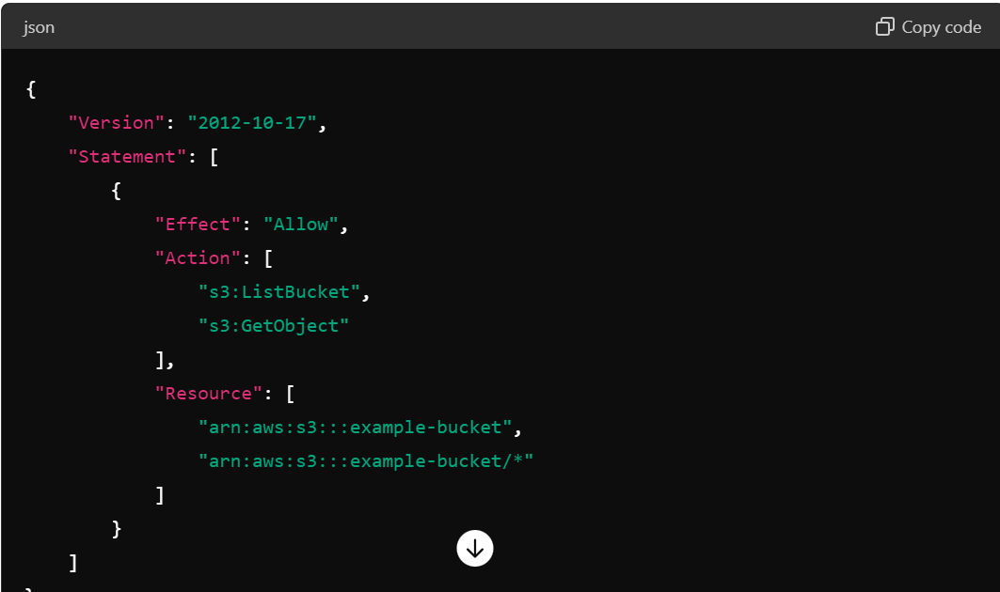 json
Copy code
{
    "Version": "2012-10-17",
    "Statement": [
        {
            "Effect": "Allow",
            "Action": [
                "s3:ListBucket",
                "s3:GetObject"
            ],
            "Resource": [
                "arn:aws:s3:::example-bucket",
                "arn:aws:s3:::example-bucket/*"
            ]
        }
    ]
}